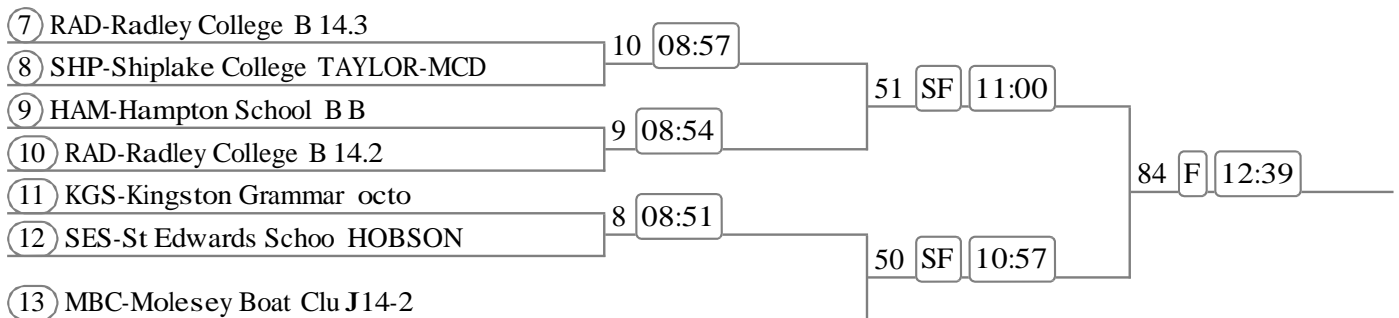 7 RAD-Radley College B 14.3
10 08:57
8 SHP-Shiplake College TAYLOR-MCD
51 SF 11:00
9 HAM-Hampton School B B
9 08:54
10 RAD-Radley College B 14.2
84 F 12:39
11 KGS-Kingston Grammar octo
8 08:51
12 SES-St Edwards Schoo HOBSON
50 SF 10:57
13 MBC-Molesey Boat Clu J14-2